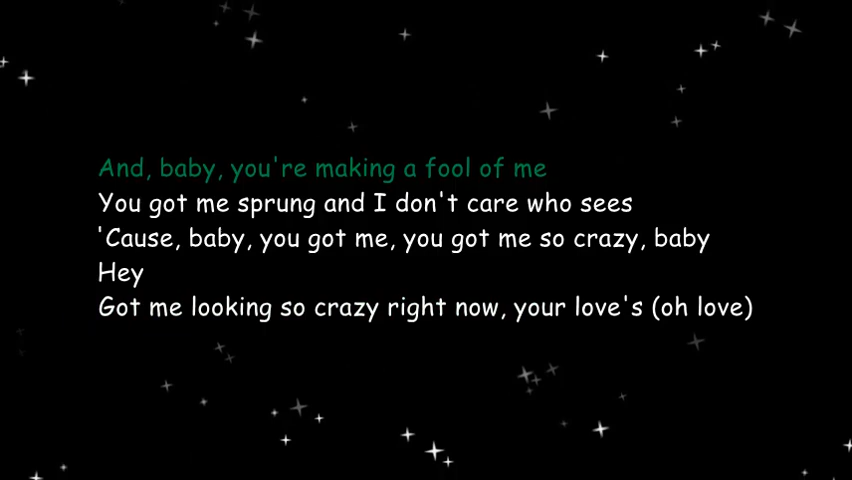 And, baby, you're making a fool of me
You got me sprung and I don't care who sees
'Cause, baby, you got me, you got me so crazy, baby
Hey
Got me looking so crazy right now, your love's (oh love)